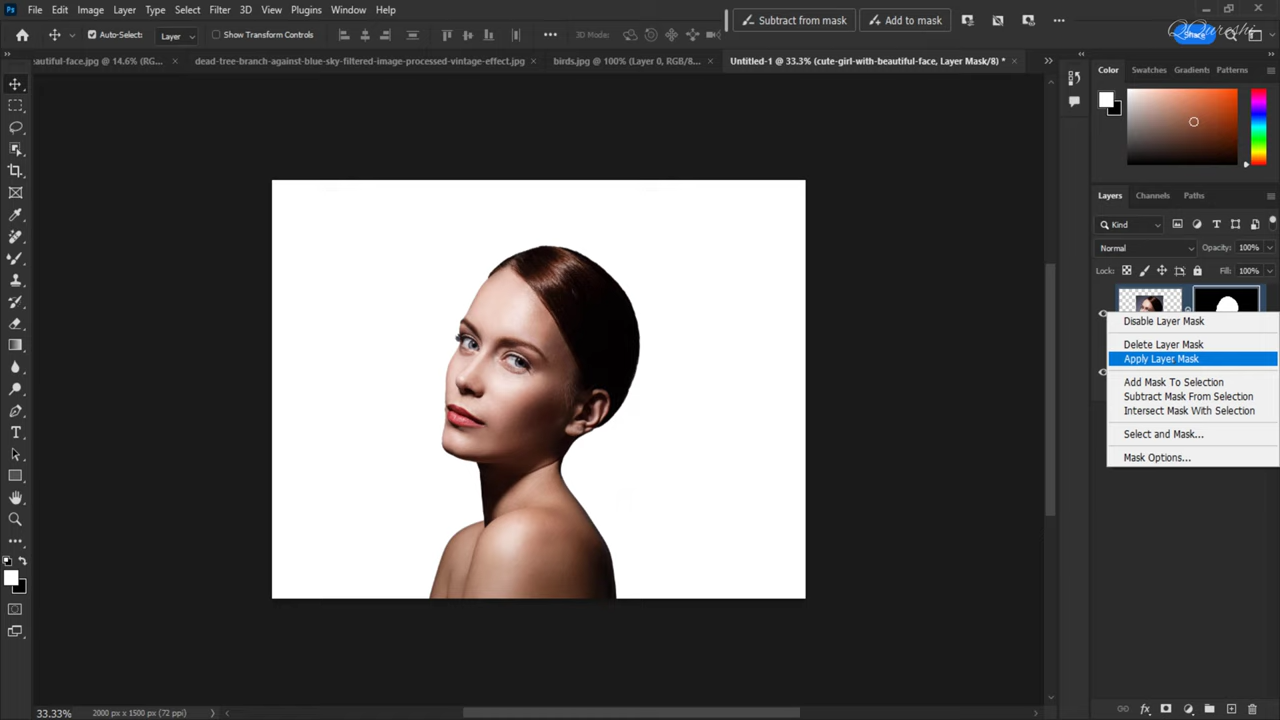 File Edit Image Layer Type Select Filter 3D View Plugins Window Help
Auto-Select: Layer Show Transform Controls 3D Mode: Subtract from mask Add to mask Share
QQureshi
eautiful-face.jpg @ 14.6% (RG... × dead-tree-branch-against-blue-sky-filtered-image-processed-vintage-effect.jpg × birds.jpg @ 100% (Layer 0, RGB/8... × Untitled-1 @ 33.3% (cute-girl-with-beautiful-face, Layer Mask/8) * ×
Color Swatches Gradients Patterns
Layers Channels Paths
Kind
Normal Opacity: 100%
Lock: Fill: 100%
Disable Layer Mask
Delete Layer Mask
Apply Layer Mask
Add Mask To Selection
Subtract Mask From Selection
Intersect Mask With Selection
Select and Mask...
Mask Options...
33.33% 2000 px x 1500 px (72 ppi)